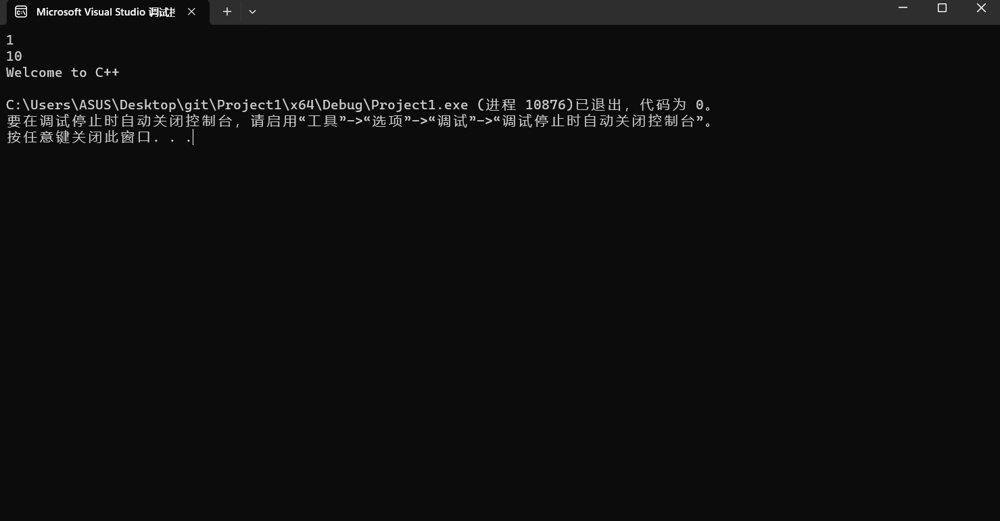 Microsoft Visual Studio 调试
1
10
Welcome to C++
C:\Users\ASUS\Desktop\git\Project1\x64\Debug\Project1.exe (进程 10876)已退出，代码为 0。
要在调试停止时自动关闭控制台，请启用“工具”->“选项”->“调试”->“调试停止时自动关闭控制台”。
按任意键关闭此窗口. . .